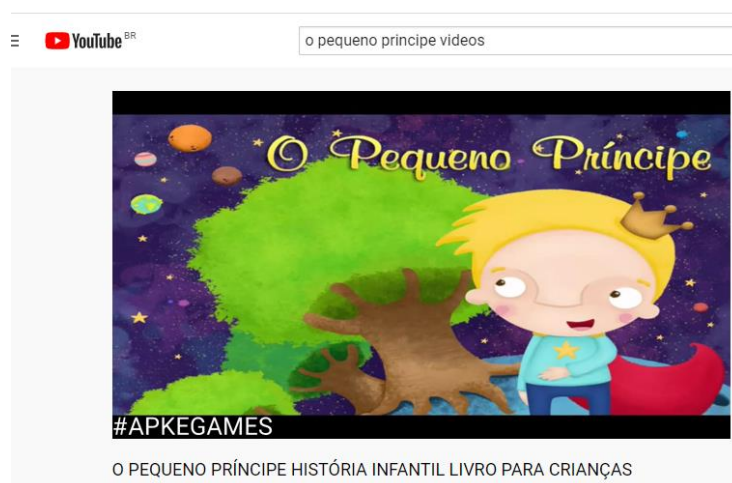 YouTube BR
o pequeno principe videos
O Pequeno Príncipe
#APKEGAMES
O PEQUENO PRÍNCIPE HISTÓRIA INFANTIL LIVRO PARA CRIANÇAS